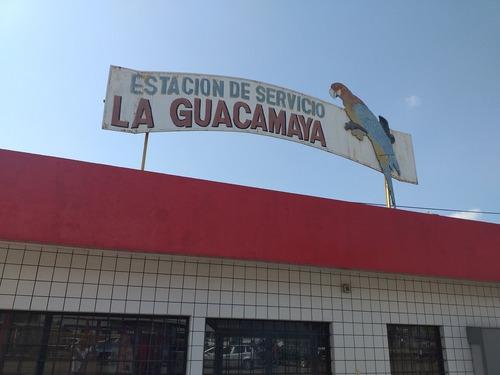 ESTACION DE SERVICIO
LA GUACAMAYA